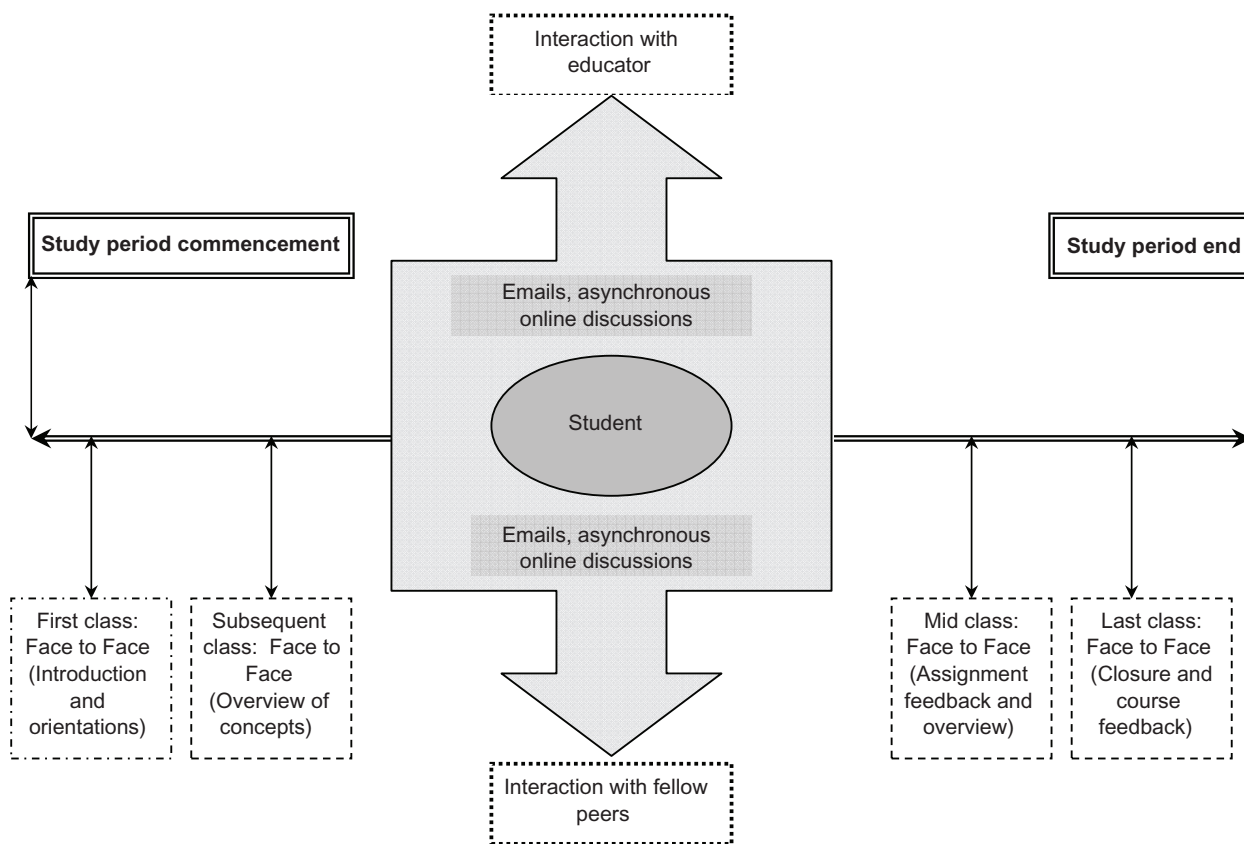 Interaction with
educator
Study period commencement
Study period end
Emails, asynchronous
online discussions
Student
Emails, asynchronous
online discussions
First class:
Face to Face
(Introduction
and
orientations)
Subsequent
class: Face to
Face
(Overview of
concepts)
Mid class:
Face to Face
(Assignment
feedback and
overview)
Last class:
Face to Face
(Closure and
course
feedback)
Interaction with fellow
peers